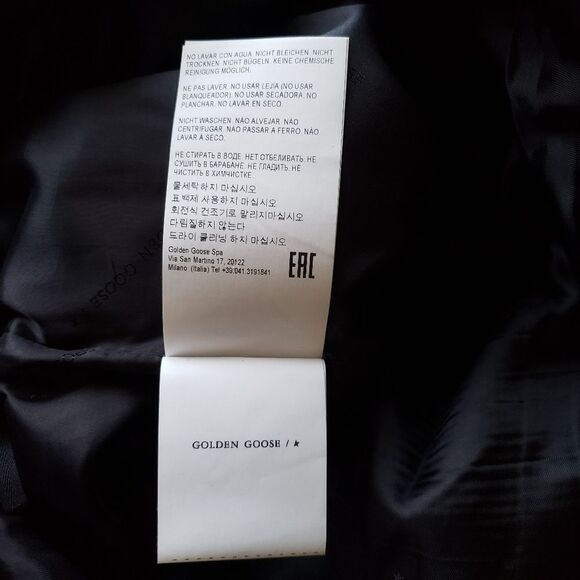 NO LAVAR CON AGUA. NICHT BLEICHEN. NICHT
TROCKNEN. NICHT BÜGELN. KEINE CHEMISCHE
REINIGUNG MÖGLICH.
NE PAS LAVER. NO USAR LEJÍA (NO USAR
BLANQUEADOR). NO USAR SECADORA. NO
PLANCHAR. NO LAVAR EN SECO.
NICHT WASCHEN. NÃO ALVEJAR. NÃO
CENTRIFUGAR. NÃO PASSAR A FERRO. NÃO
LAVAR À SECO.
НЕ СТИРАТЬ В ВОДЕ. НЕТ ОТБЕЛИВАТЬ. НЕ
СУШИТЬ В БАРАБАНЕ. НЕ ГЛАДИТЬ. НЕ
ЧИСТИТЬ В ХИМЧИСТКЕ.
물세탁하지 마십시오
표백제 사용하지 마십시오
회전식 건조기로 말리지마십시오
다림질하지 않는다
드라이 클리닝 하지 마십시오
Golden Goose Spa
Via San Martino 17, 20122
Milano (Italia) Tel +39.041.3191841
EAC
GOLDEN GOOSE / ★